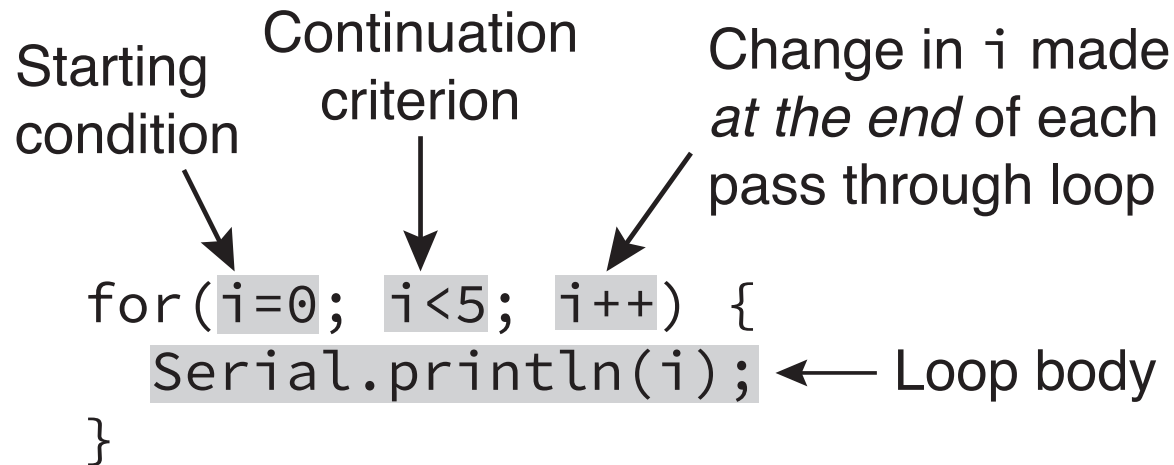 Starting
condition
Continuation
criterion
Change in i made
at the end of each
pass through loop
for(i=0; i<5; i++) {
Serial.println(i);
Loop body
}